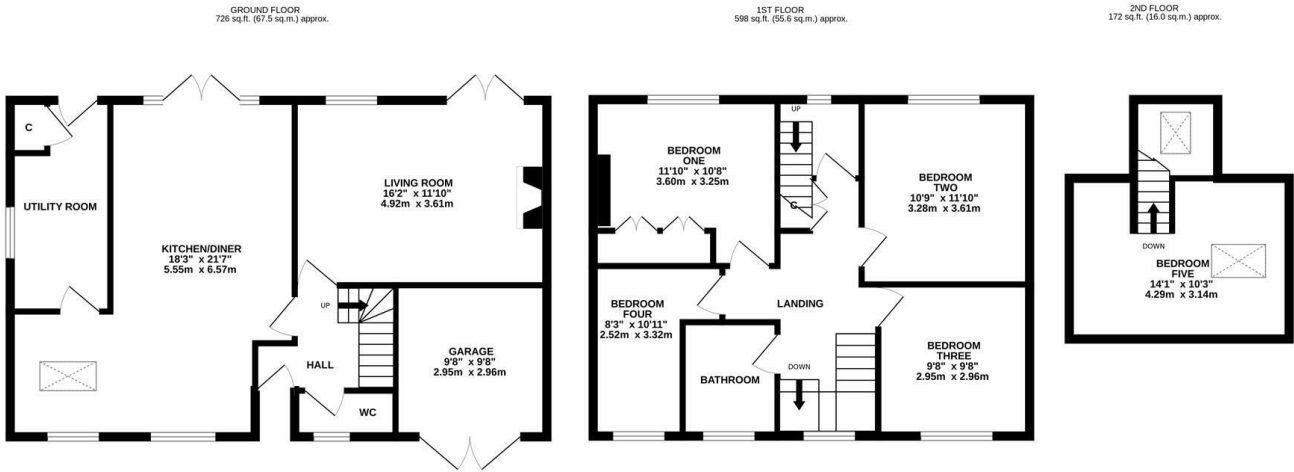 GROUND FLOOR
726 sq.ft. (67.5 sq.m.) approx.
C
UTILITY ROOM
KITCHEN/DINER
18'3" x 21'7"
5.55m x 6.57m
LIVING ROOM
16'2" x 11'10"
4.92m x 3.61m
UP
HALL
WC
GARAGE
9'8" x 9'8"
2.95m x 2.96m
1ST FLOOR
598 sq.ft. (55.6 sq.m.) approx.
BEDROOM
ONE
11'10" x 10'8"
3.60m x 3.25m
UP
C
BEDROOM
TWO
10'9" x 11'10"
3.28m x 3.61m
BEDROOM
FOUR
8'3" x 10'11"
2.52m x 3.32m
LANDING
BATHROOM
DOWN
BEDROOM
THREE
9'8" x 9'8"
2.95m x 2.96m
2ND FLOOR
172 sq.ft. (16.0 sq.m.) approx.
DOWN
BEDROOM
FIVE
14'1" x 10'3"
4.29m x 3.14m